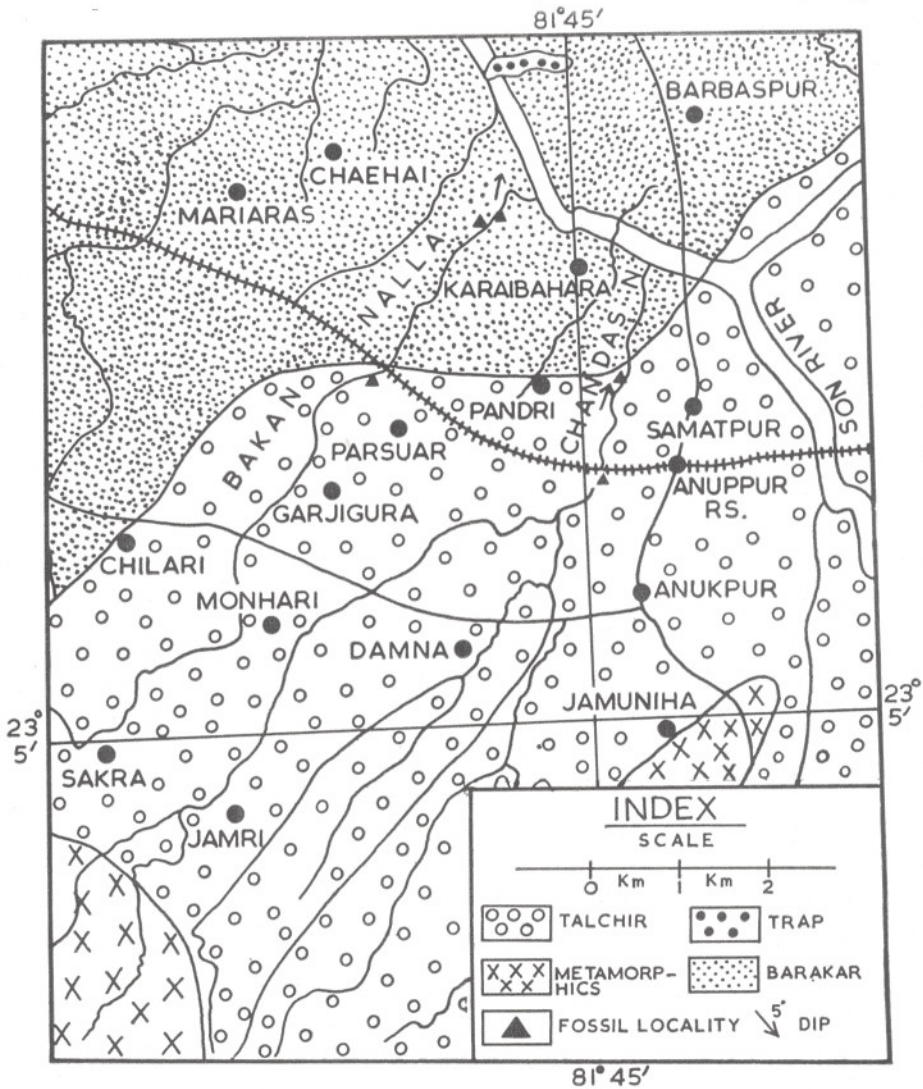 81°45'
BARBASPUR
CHAEHAI
MARIARAS
BAKAN NALLA
KARAIBAHARA
CHANDAS N
SON RIVER
PANDRI
SAMATPUR
PARSUAR
ANUPPUR
RS.
GARJIGURA
CHILARI
ANUKPUR
MONHARI
DAMNA
JAMUNIHA
23°
5'
23°
5'
SAKRA
JAMRI
INDEX
SCALE
0 Km 1 Km 2
TALCHIR
TRAP
METAMORP-
HICS
BARAKAR
FOSSIL LOCALITY
5° DIP
81°45'